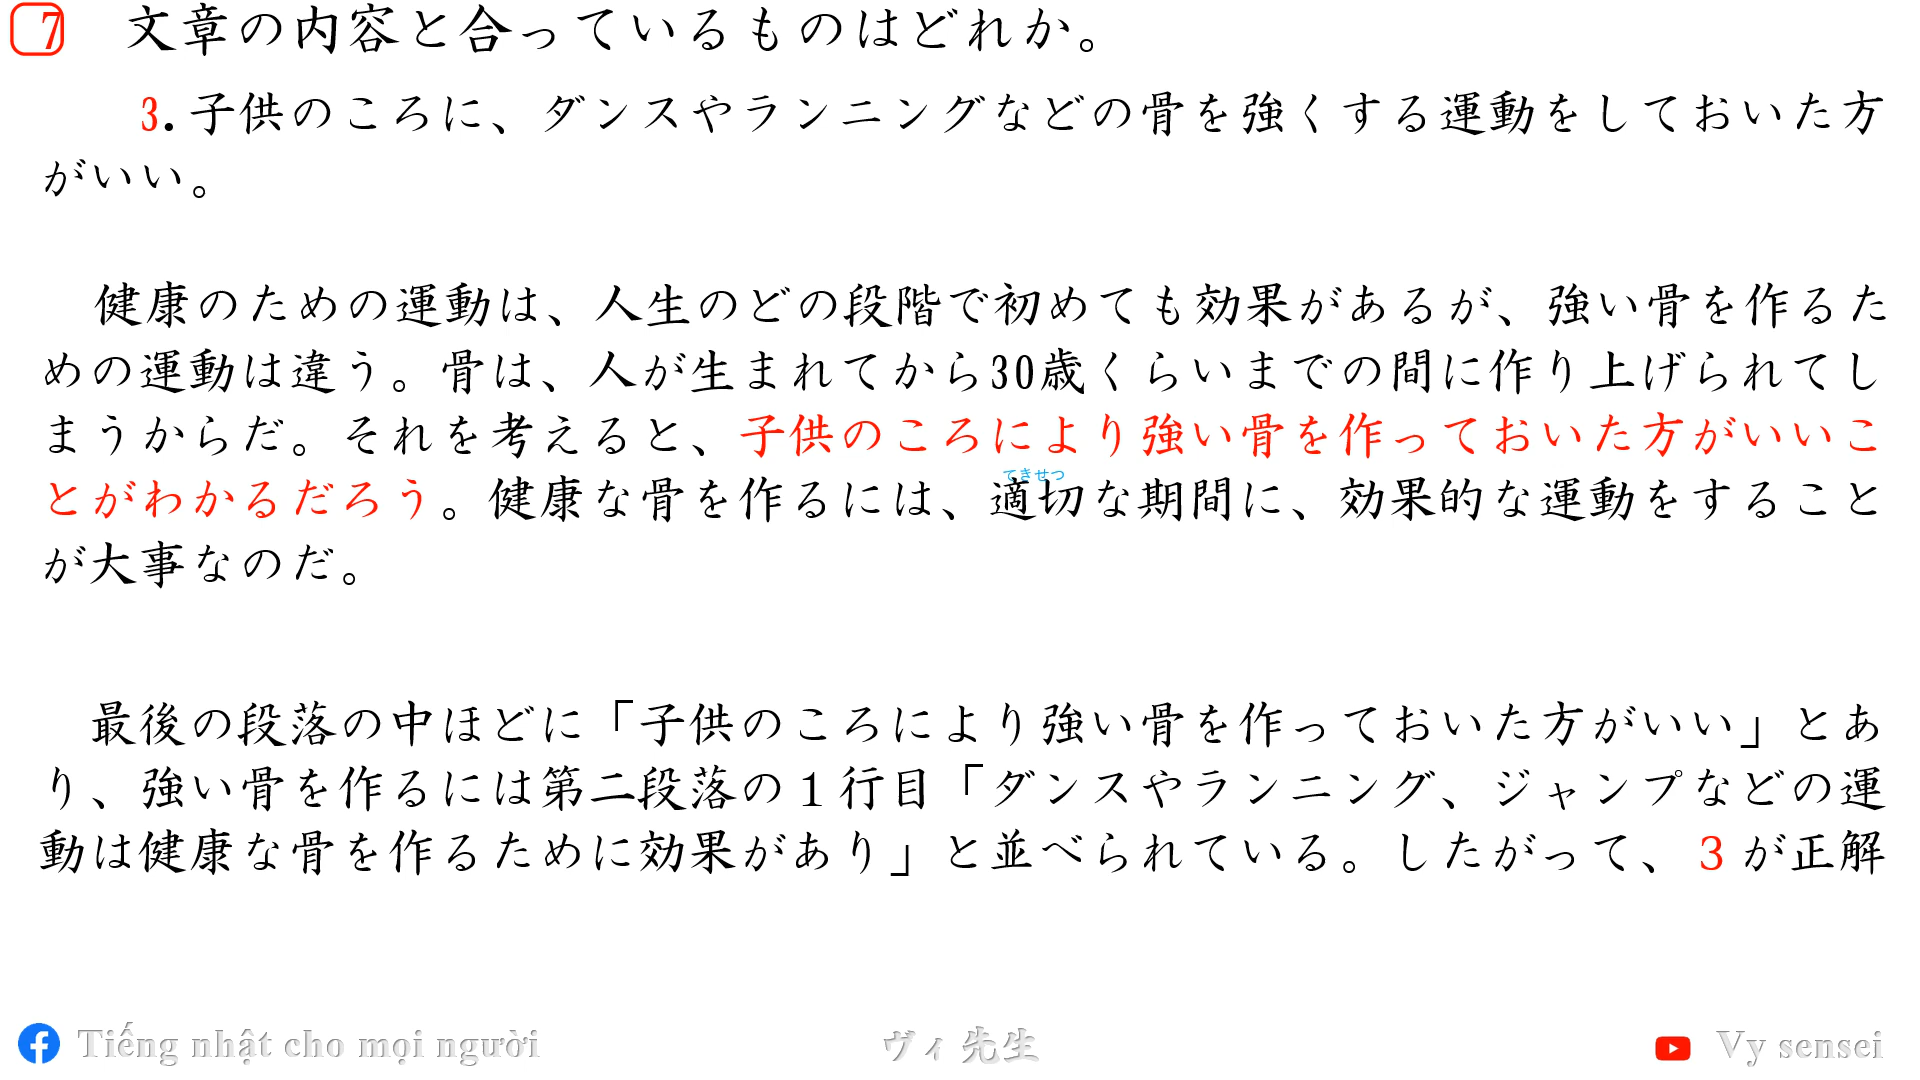 7 文章の内容と合っているものはどれか。
3.子供のころに、ダンスやランニングなどの骨を強くする運動をしておいた方
がいい。
健康のための運動は、人生のどの段階で初めても効果があるが、強い骨を作るた
めの運動は違う。骨は、人が生まれてから30歳くらいまでの間に作り上げられてし
まうからだ。それを考えると、子供のころにより強い骨を作っておいた方がいいこ
てきせつ
とがわかるだろう。健康な骨を作るには、適切な期間に、効果的な運動をすること
が大事なのだ。
最後の段落の中ほどに「子供のころにより強い骨を作っておいた方がいい」とあ
り、強い骨を作るには第二段落の１行目「ダンスやランニング、ジャンプなどの運
動は健康な骨を作るために効果があり」と並べられている。したがって、３が正解
Tiếng nhật cho mọi người
ヴィ先生
Vy sensei